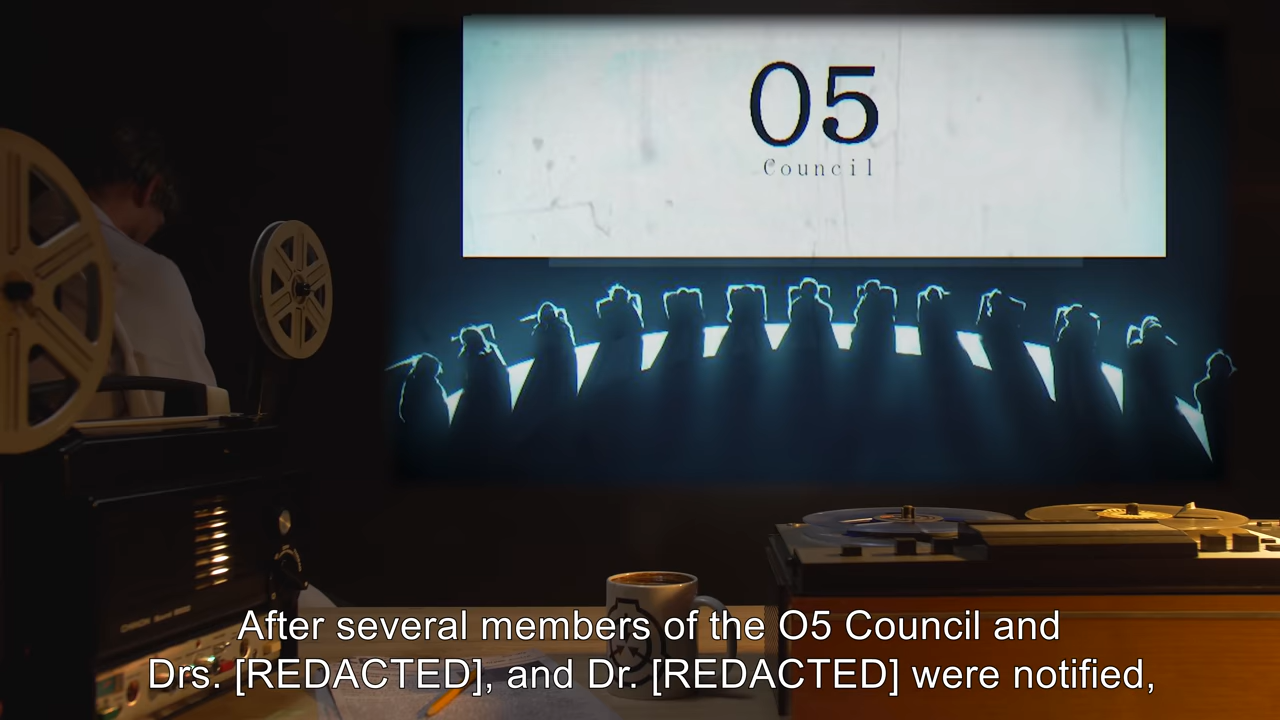 O5
Council
After several members of the O5 Council and
Drs. [REDACTED], and Dr. [REDACTED] were notified,